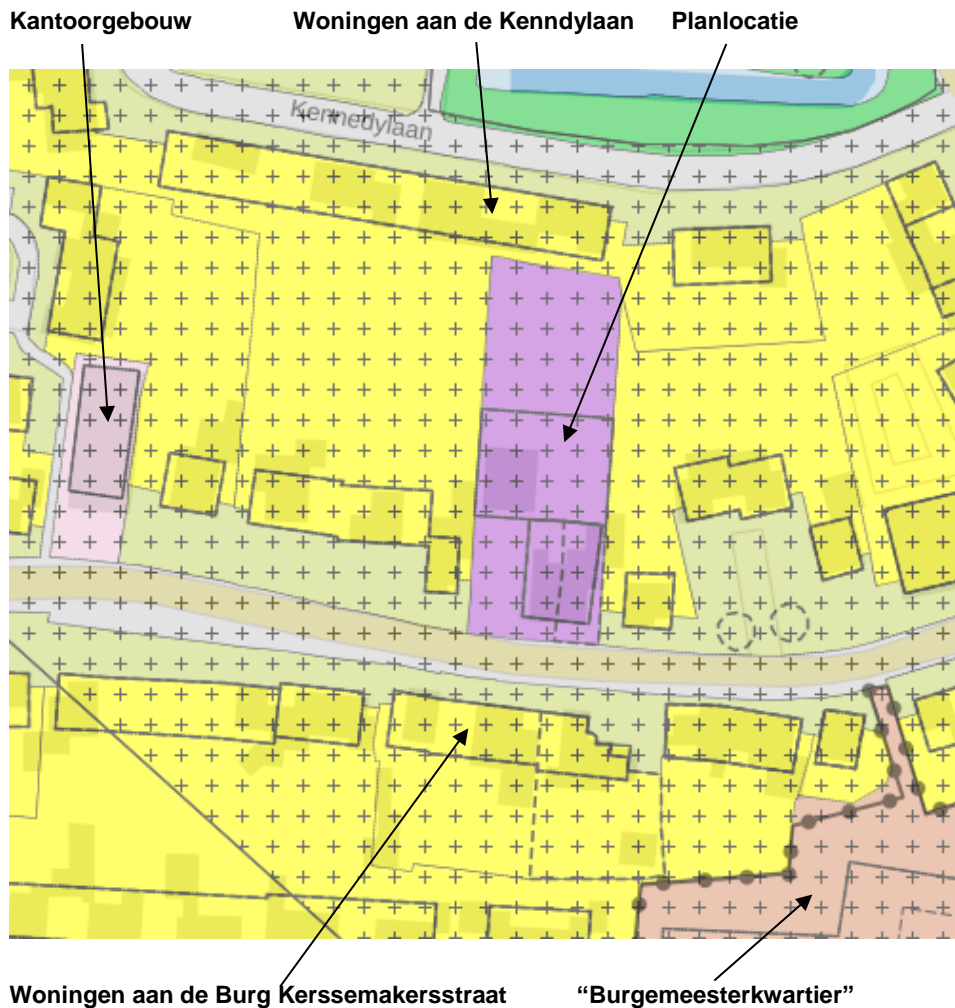 Kantoorgebouw
Woningen aan de Kenndylaan
Planlocatie
Kennedylaan
Woningen aan de Burg Kerssemakersstraat
“Burgemeesterkwartier”